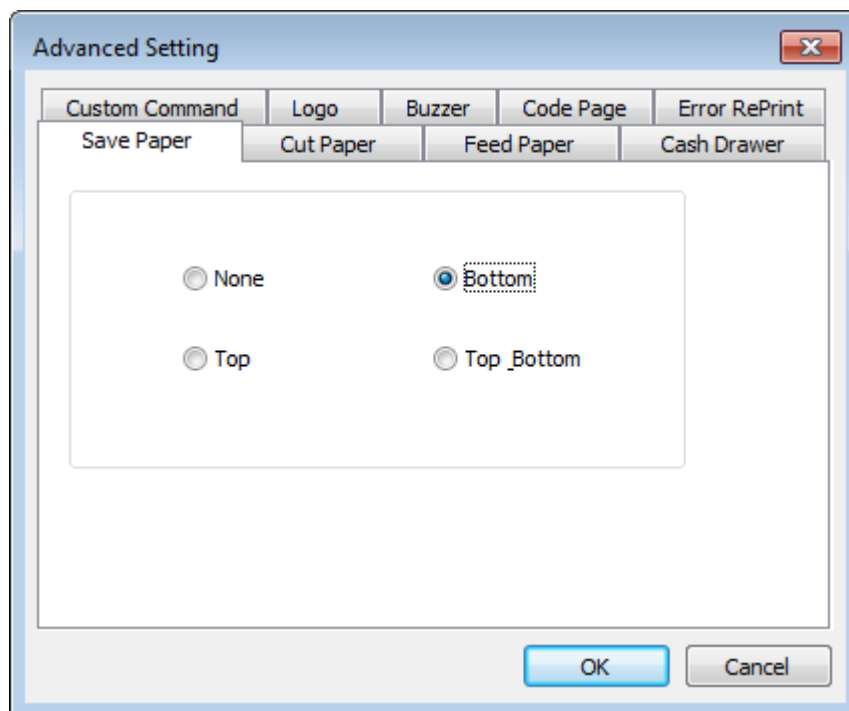 Advanced Setting
Custom Command Logo Buzzer Code Page Error RePrint
Save Paper Cut Paper Feed Paper Cash Drawer
None Bottom
Top Top_Bottom
OK Cancel